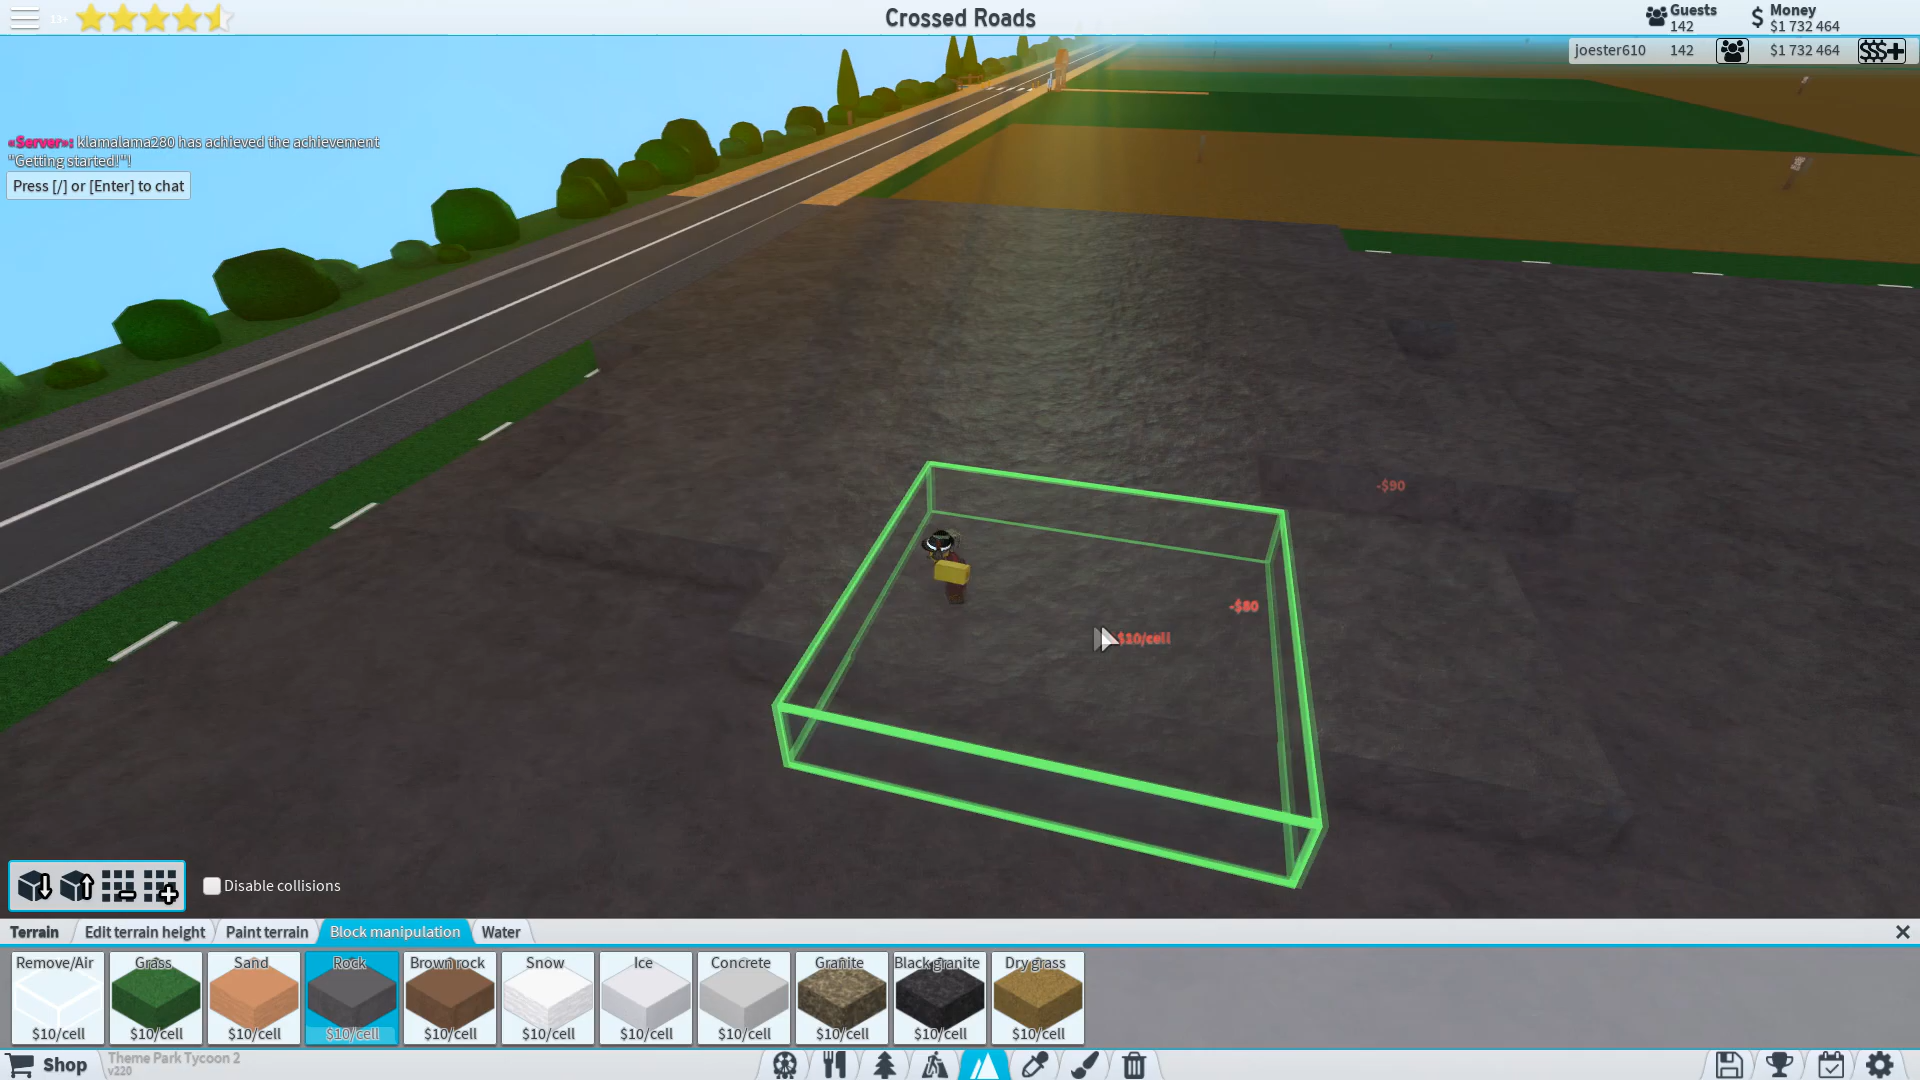 13+
Crossed Roads
Guests
142
$ Money
$1 732 464
joester610 142 $1 732 464 $$$+
«Server»: klamalama280 has achieved the achievement
"Getting started!"!
Press [/] or [Enter] to chat
-$90
-$80
$10/cell
Disable collisions
Terrain Edit terrain height Paint terrain Block manipulation Water
Remove/Air Grass Sand Rock Brown rock Snow Ice Concrete Granite Black granite Dry grass
$10/cell $10/cell $10/cell $10/cell $10/cell $10/cell $10/cell $10/cell $10/cell $10/cell $10/cell
Shop
Theme Park Tycoon 2
v220